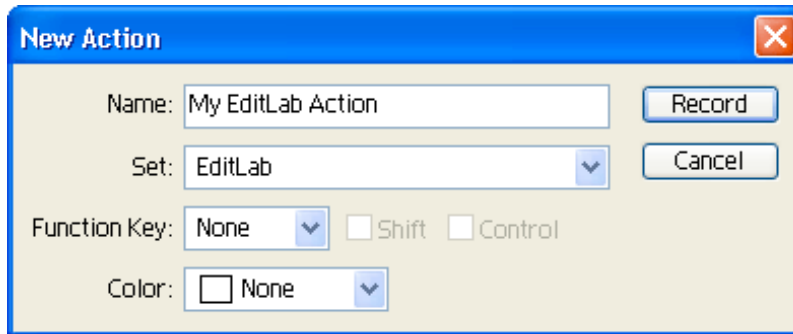 New Action
Name: My EditLab Action Record
Set: EditLab Cancel
Function Key: None Shift Control
Color: None